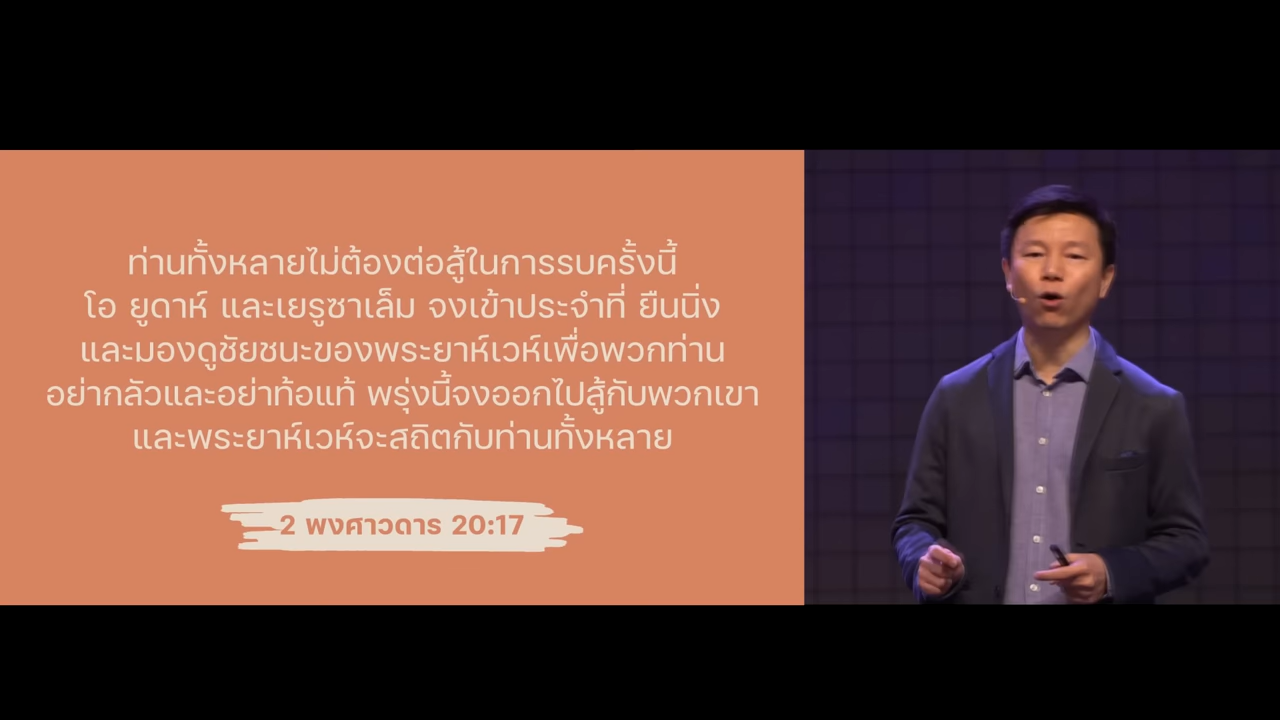 ท่านทั้งหลายไม่ต้องต่อสู้ในการรบครั้งนี้
โอ ยูดาห์ และเยรูซาเล็ม จงเข้าประจำที่ ยืนนิ่ง
และมองดูชัยชนะของพระยาห์เวห์เพื่อพวกท่าน
อย่ากลัวและอย่าท้อแท้ พรุ่งนี้จงออกไปสู้กับพวกเขา
และพระยาห์เวห์จะสถิตกับท่านทั้งหลาย
2 พงศาวดาร 20:17